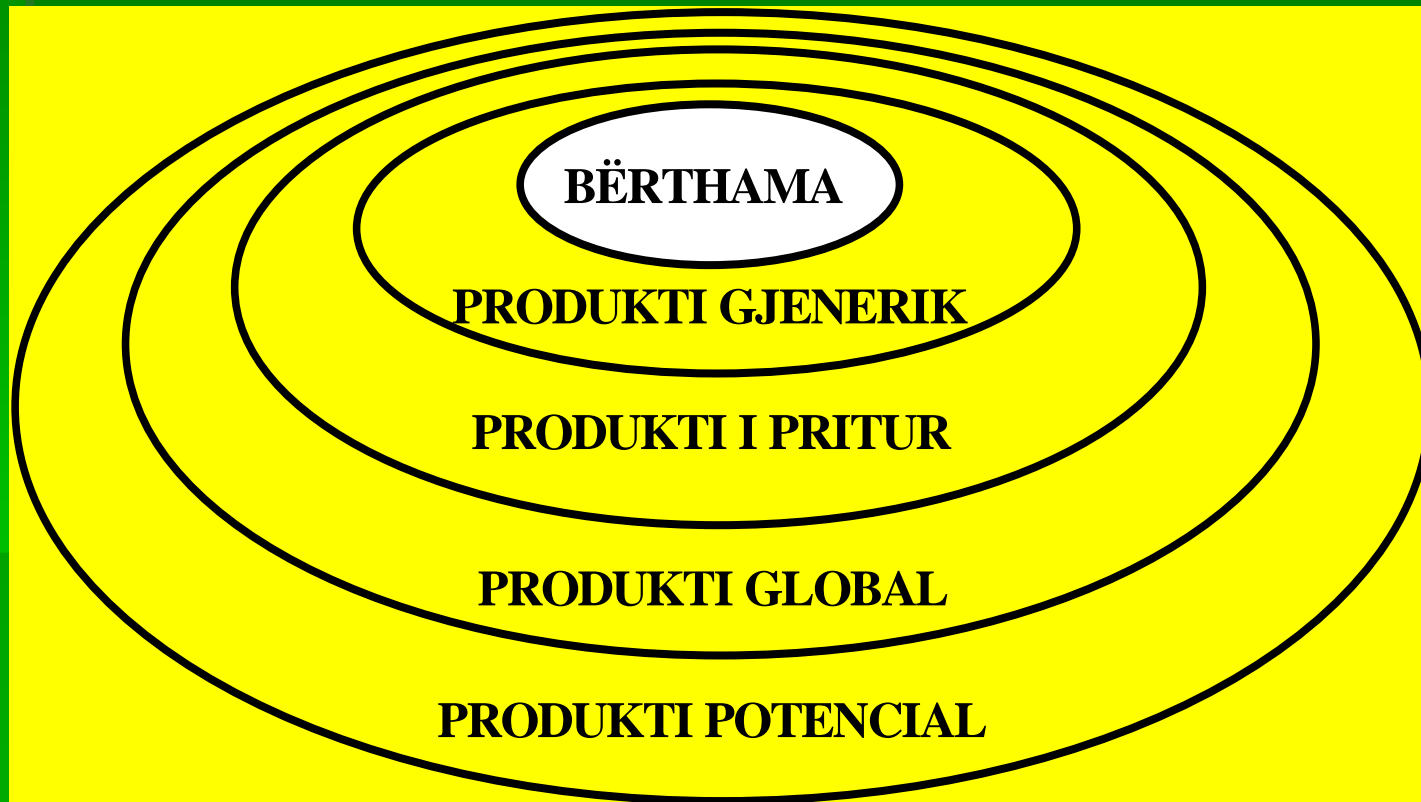 BËRTHAMA
PRODUKTI GJENERIK
PRODUKTI I PRITUR
PRODUKTI GLOBAL
PRODUKTI POTENCIAL